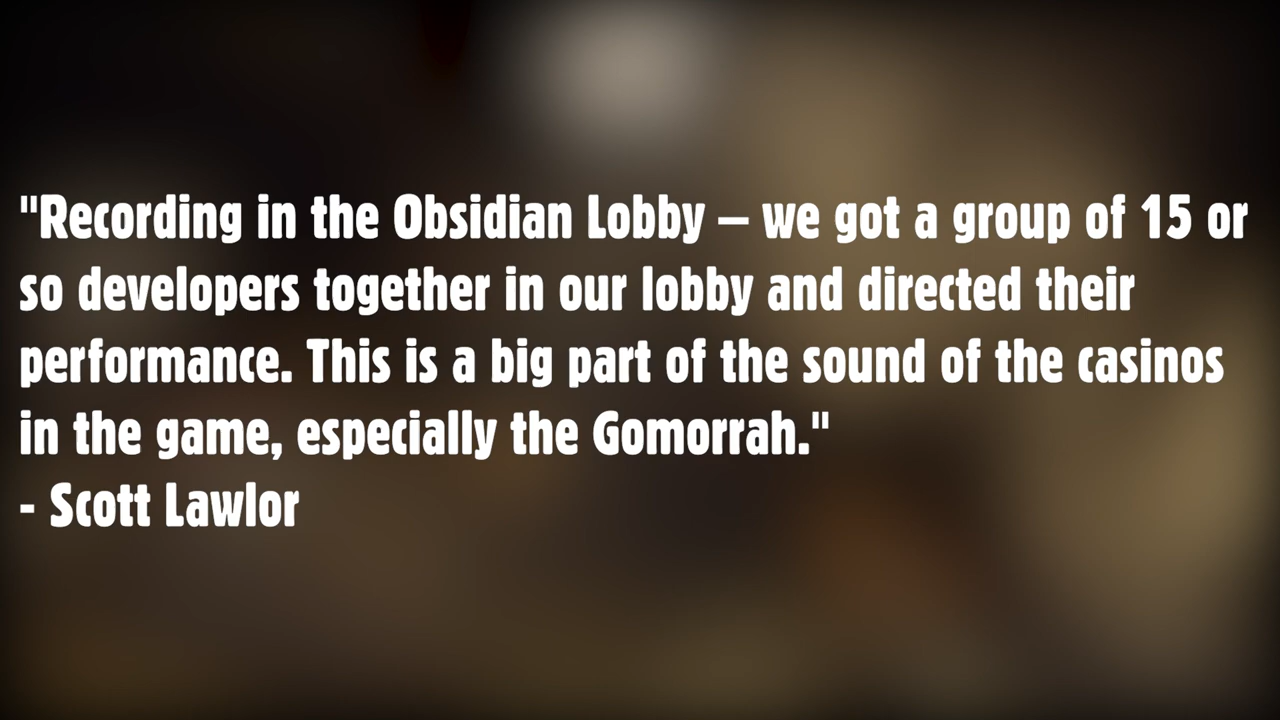 "Recording in the Obsidian Lobby – we got a group of 15 or
so developers together in our lobby and directed their
performance. This is a big part of the sound of the casinos
in the game, especially the Gomorrah."
- Scott Lawlor